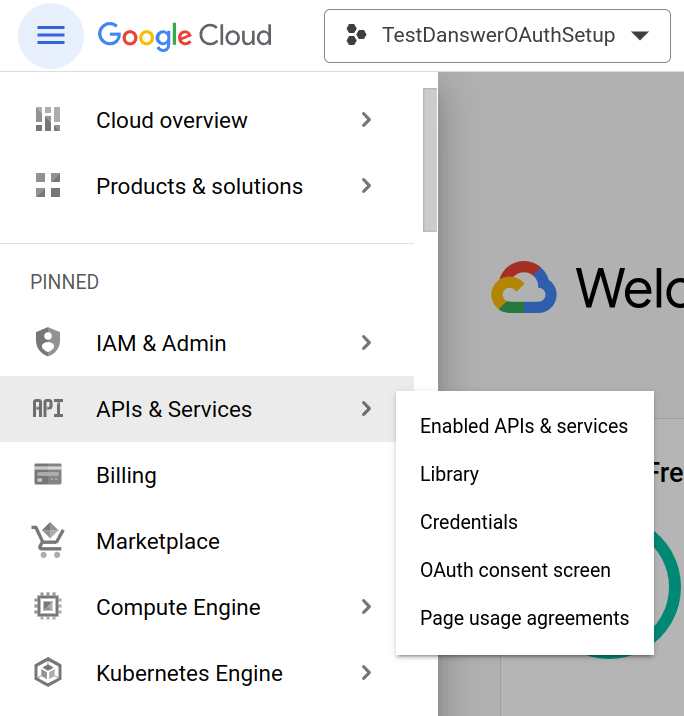 Google Cloud
TestDanswerOAuthSetup
Cloud overview
Products & solutions
PINNED
IAM & Admin
API APIs & Services
Billing
Marketplace
Compute Engine
Kubernetes Engine
Enabled APIs & services
Library
Credentials
OAuth consent screen
Page usage agreements
Welc
Fre